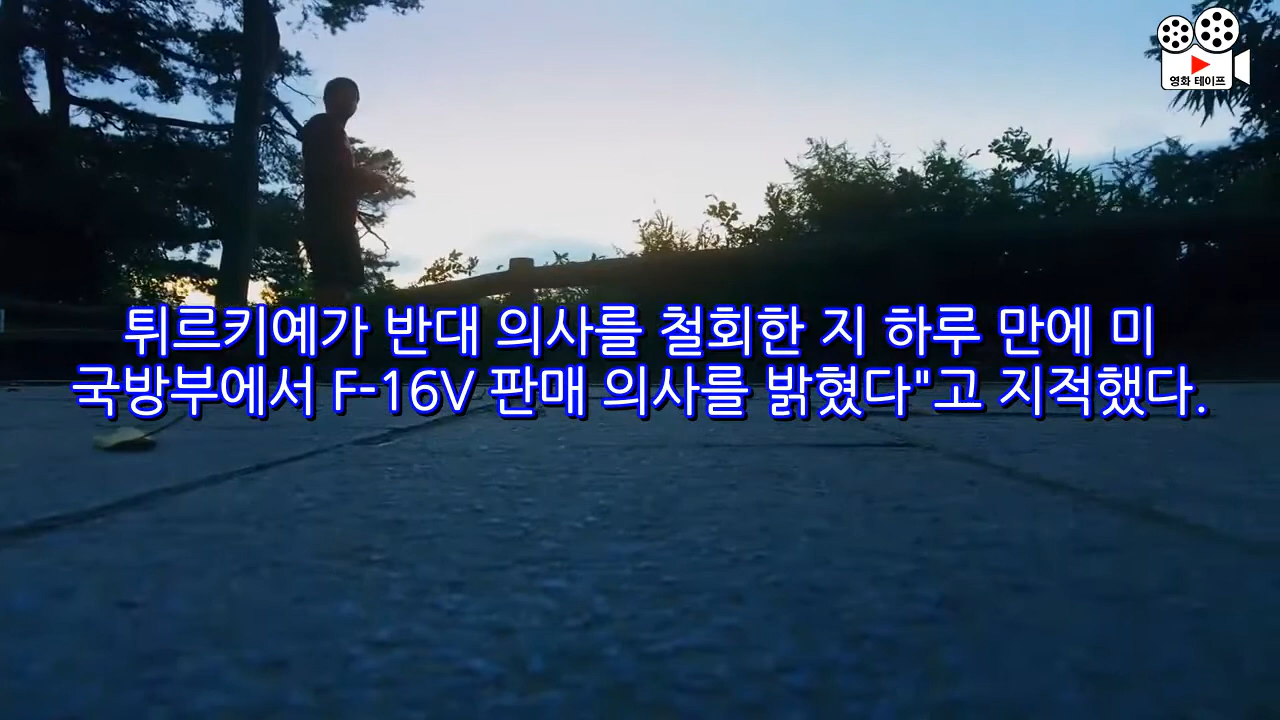 영화 테이프
튀르키예가 반대 의사를 철회한 지 하루 만에 미
국방부에서 F-16V 판매 의사를 밝혔다"고 지적했다.